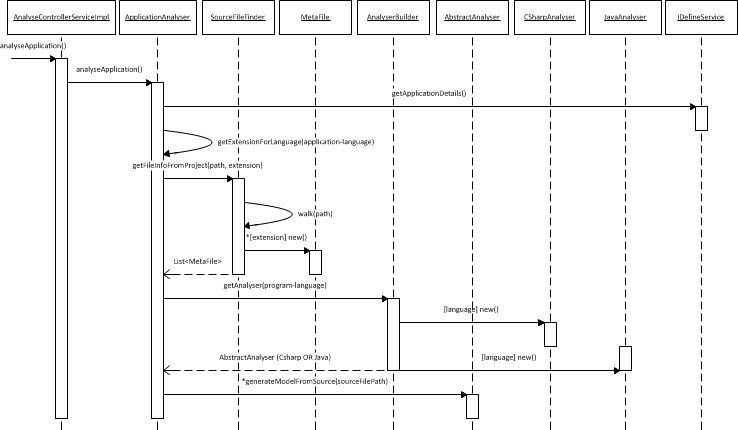 AnalyseControllerServiceImpl
ApplicationAnalyser
SourceFileFinder
MetaFile
AnalyserBuilder
AbstractAnalyser
CSharpAnalyser
JavaAnalyser
IDefineService
analyseApplication()
analyseApplication()
getApplicationDetails()
getExtensionForLanguage(application-language)
getFileInfoFromProject(path, extension)
walk(path)
*[extension] new()
List<MetaFile>
getAnalyser(program-language)
[language] new()
AbstractAnalyser (Csharp OR Java)
[language] new()
*generateModelFromSource(sourceFilePath)